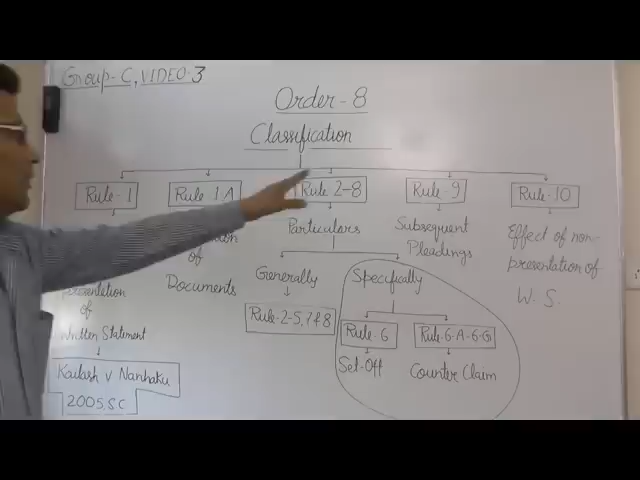 Group-C, VIDEO-3
Order-8
Classification
Rule-1
Rule 1A
Rule 2-8
Rule-9
Rule-10
of
Documents
Particulars
Subsequent
Pleadings
Effect of non-
presentation of
W. S.
Generally
Specifically
Rule-2-5,7&8
Rule-6
Rule-6-A-6-G
Set-Off
Counter Claim
of
Written Statement
Kailash v Nanhaku
2005.SC